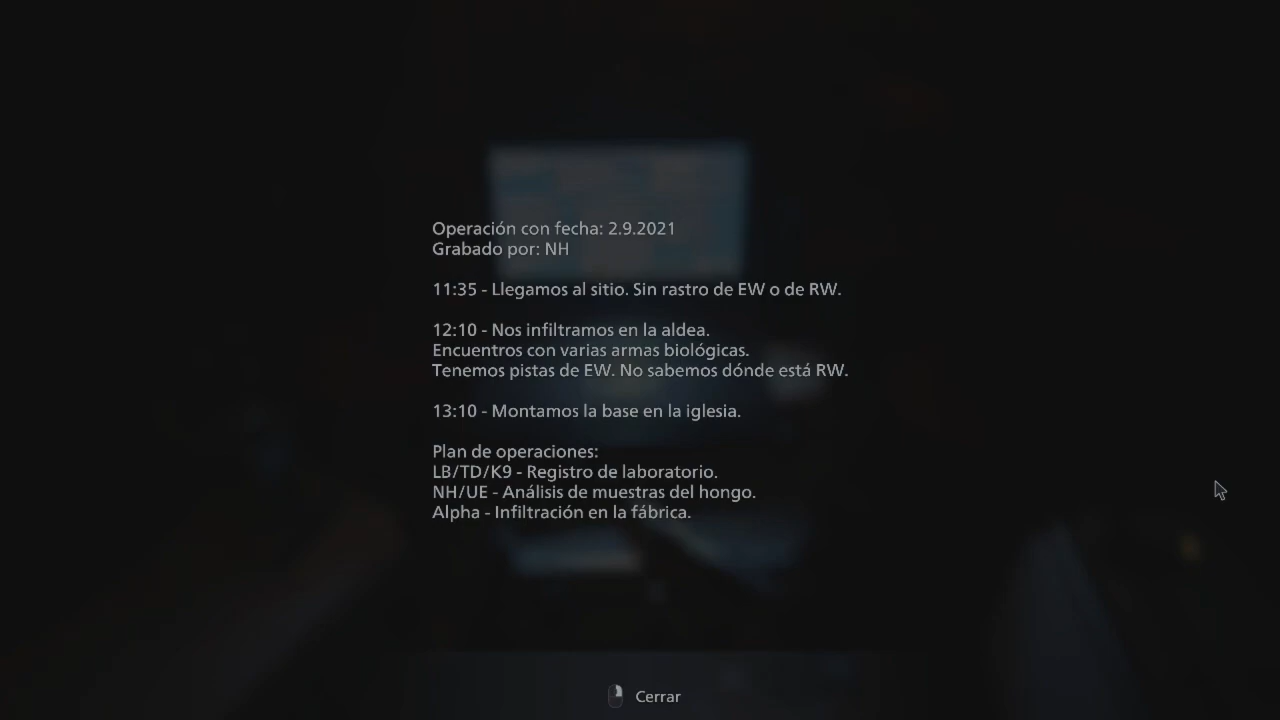 Operación con fecha: 2.9.2021
Grabado por: NH
11:35 - Llegamos al sitio. Sin rastro de EW o de RW.
12:10 - Nos infiltramos en la aldea.
Encuentros con varias armas biológicas.
Tenemos pistas de EW. No sabemos dónde está RW.
13:10 - Montamos la base en la iglesia.
Plan de operaciones:
LB/TD/K9 - Registro de laboratorio.
NH/UE - Análisis de muestras del hongo.
Alpha - Infiltración en la fábrica.
Cerrar